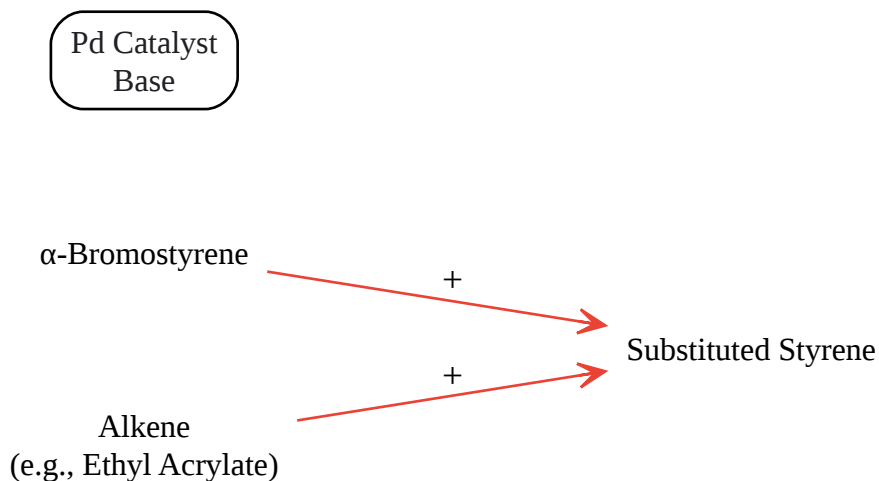 Pd Catalyst
Base
α-Bromostyrene
+
Substituted Styrene
+
Alkene
(e.g., Ethyl Acrylate)